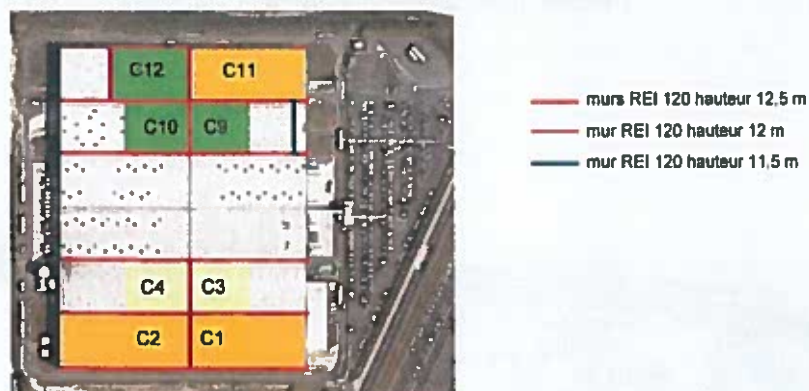 C12 C11
C10 C9
C4 C3
C2 C1
murs REI 120 hauteur 12,5 m
mur REI 120 hauteur 12 m
mur REI 120 hauteur 11,5 m